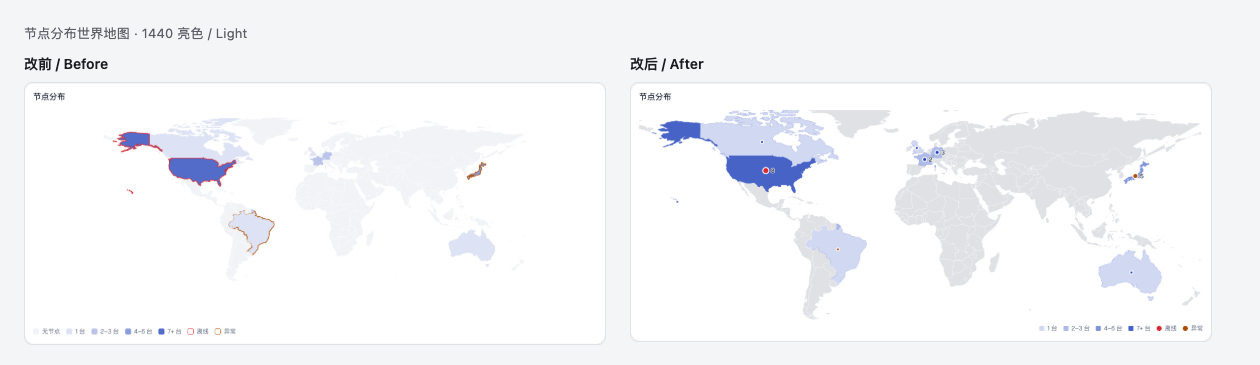 节点分布世界地图 · 1440 亮色 / Light
改前 / Before
节点分布
无节点 1 台 2–3 台 4–6 台 7+ 台 离线 异常
改后 / After
节点分布
1 台 2–3 台 4–6 台 7+ 台 离线 异常